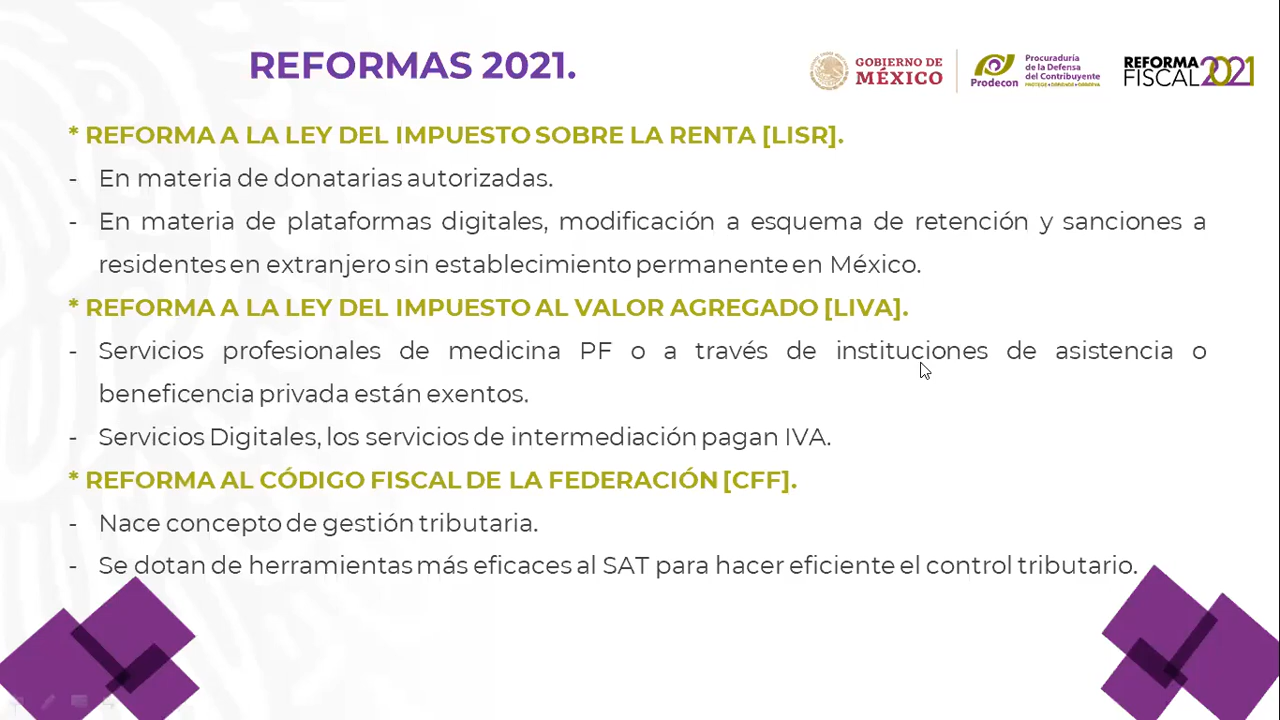 REFORMAS 2021.
GOBIERNO DE
MÉXICO
Prodecon
Procuraduría
de la Defensa
del Contribuyente
PROTEGE • DEFIENDE • OBSERVA
REFORMA
FISCAL 2021
* REFORMA A LA LEY DEL IMPUESTO SOBRE LA RENTA [LISR].
- En materia de donatarias autorizadas.
- En materia de plataformas digitales, modificación a esquema de retención y sanciones a
residentes en extranjero sin establecimiento permanente en México.
* REFORMA A LA LEY DEL IMPUESTO AL VALOR AGREGADO [LIVA].
- Servicios profesionales de medicina PF o a través de instituciones de asistencia o
beneficencia privada están exentos.
- Servicios Digitales, los servicios de intermediación pagan IVA.
* REFORMA AL CÓDIGO FISCAL DE LA FEDERACIÓN [CFF].
- Nace concepto de gestión tributaria.
- Se dotan de herramientas más eficaces al SAT para hacer eficiente el control tributario.